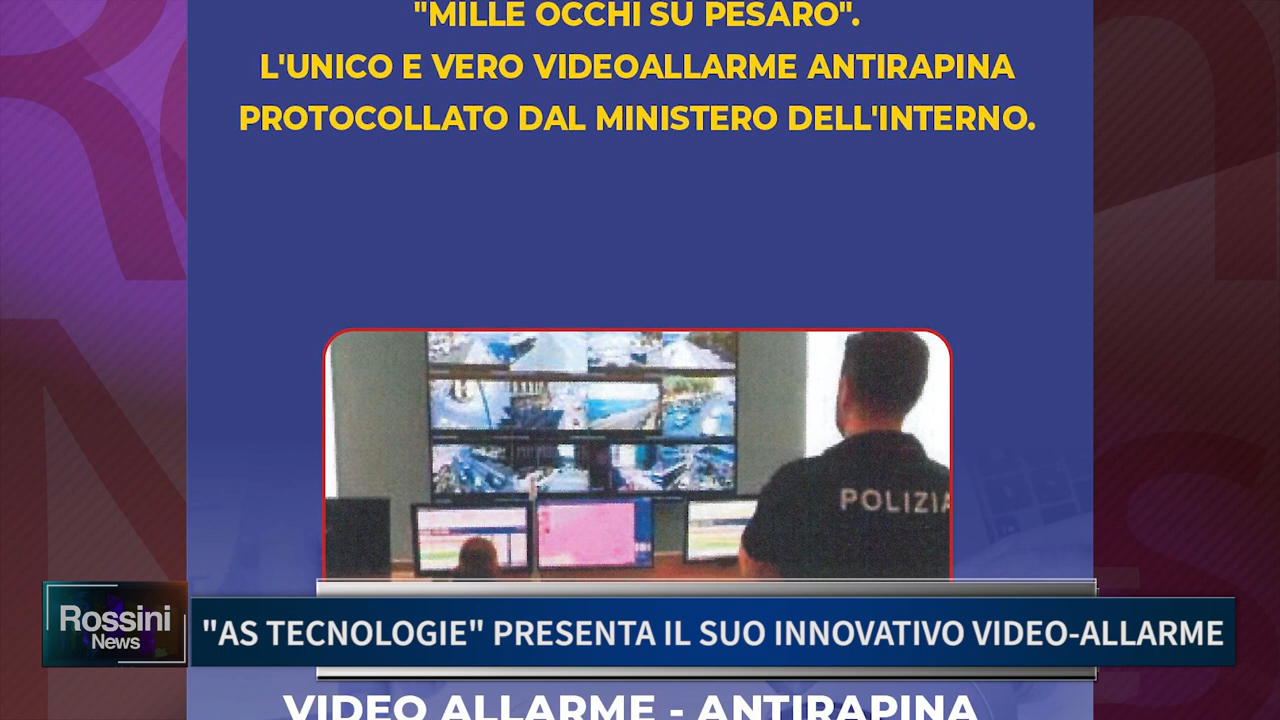 "MILLE OCCHI SU PESARO".
L'UNICO E VERO VIDEOALLARME ANTIRAPINA
PROTOCOLLATO DAL MINISTERO DELL'INTERNO.
POLIZIA
Rossini
News
"AS TECNOLOGIE" PRESENTA IL SUO INNOVATIVO VIDEO-ALLARME
VIDEO ALLARME - ANTIRAPINA